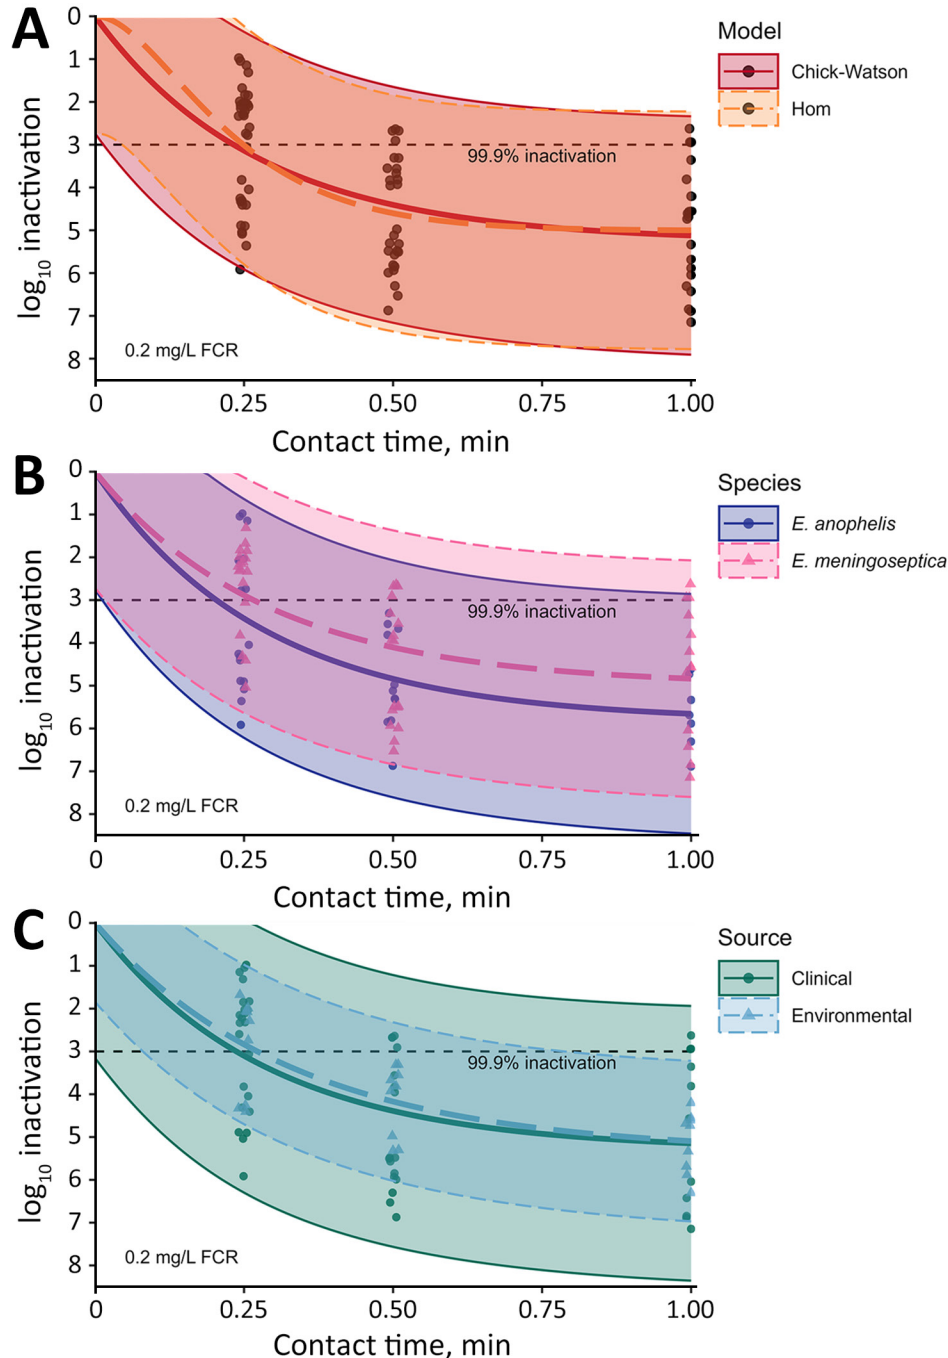 A
0
1
2
3
4
5
6
7
8
log10 inactivation
99.9% inactivation
0.2 mg/L FCR
0 0.25 0.50 0.75 1.00
Contact time, min
Model
Chick-Watson
Hom
B
0
1
2
3
4
5
6
7
8
log10 inactivation
99.9% inactivation
0.2 mg/L FCR
0 0.25 0.50 0.75 1.00
Contact time, min
Species
E. anophelis
E. meningoseptica
C
0
1
2
3
4
5
6
7
8
log10 inactivation
99.9% inactivation
0.2 mg/L FCR
0 0.25 0.50 0.75 1.00
Contact time, min
Source
Clinical
Environmental